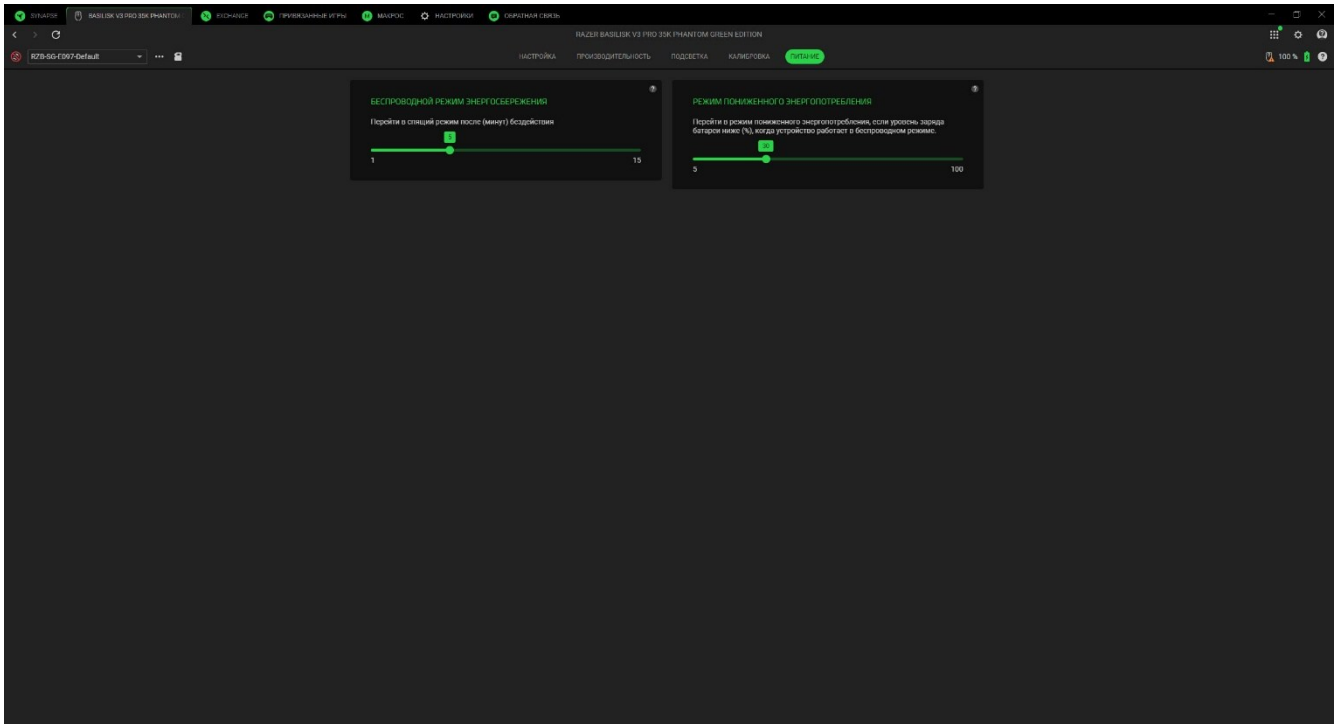 SYNAPSE
BASILISK V3 PRO 35K PHANTOM
EXCHANGE
ПРИВЯЗАННЫЕ ИГРЫ
МАКРОС
НАСТРОЙКИ
ОБРАТНАЯ СВЯЗЬ
RAZER BASILISK V3 PRO 35K PHANTOM GREEN EDITION
RZB-SG-E097-Default
НАСТРОЙКА
ПРОИЗВОДИТЕЛЬНОСТЬ
ПОДСВЕТКА
КАЛИБРОВКА
ПИТАНИЕ
100 %
БЕСПРОВОДНОЙ РЕЖИМ ЭНЕРГОСБЕРЕЖЕНИЯ
Перейти в спящий режим после (минут) бездействия
5
1
15
РЕЖИМ ПОНИЖЕННОГО ЭНЕРГОПОТРЕБЛЕНИЯ
Перейти в режим пониженного энергопотребления, если уровень заряда
батареи ниже (%), когда устройство работает в беспроводном режиме.
30
5
100